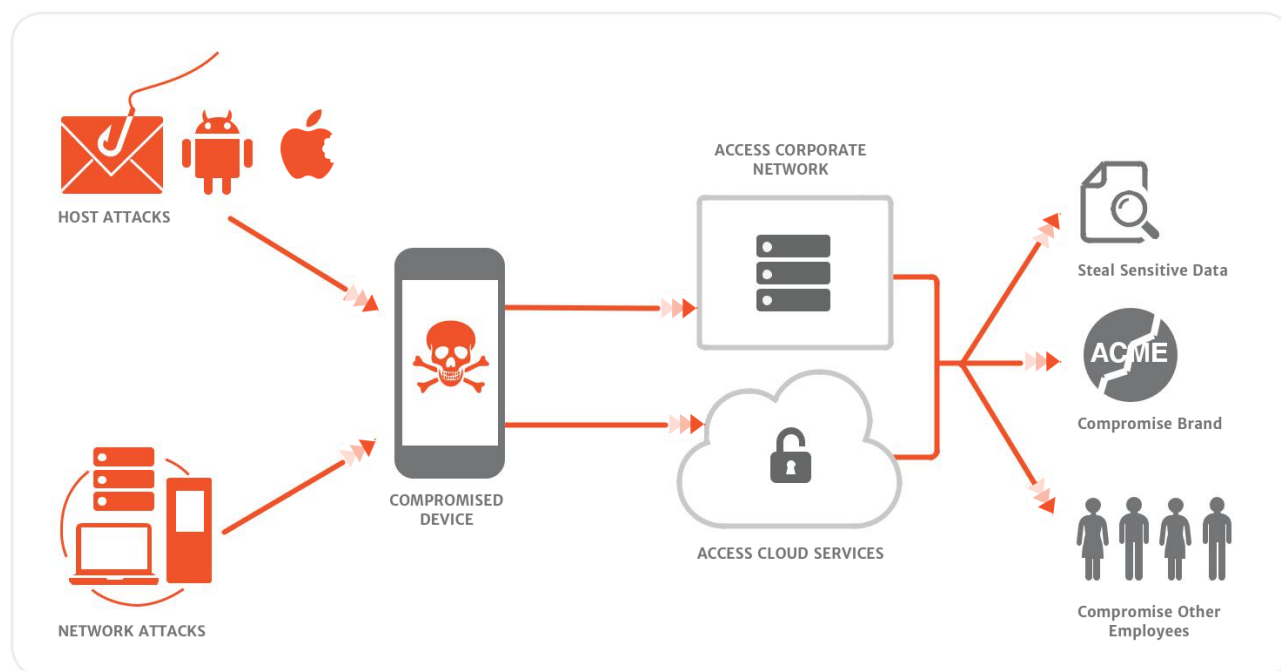 HOST ATTACKS
NETWORK ATTACKS
COMPROMISED
DEVICE
ACCESS CORPORATE
NETWORK
ACCESS CLOUD SERVICES
Steal Sensitive Data
ACME
Compromise Brand
Compromise Other
Employees